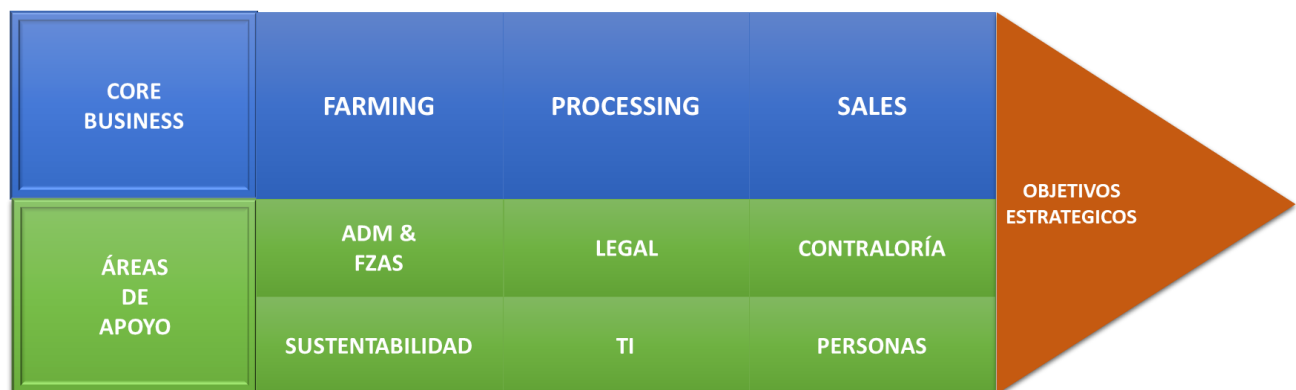 CORE
BUSINESS
FARMING
PROCESSING
SALES
OBJETIVOS
ESTRATEGICOS
ÁREAS
DE
APOYO
ADM &
FZAS
LEGAL
CONTRALORÍA
SUSTENTABILIDAD
TI
PERSONAS